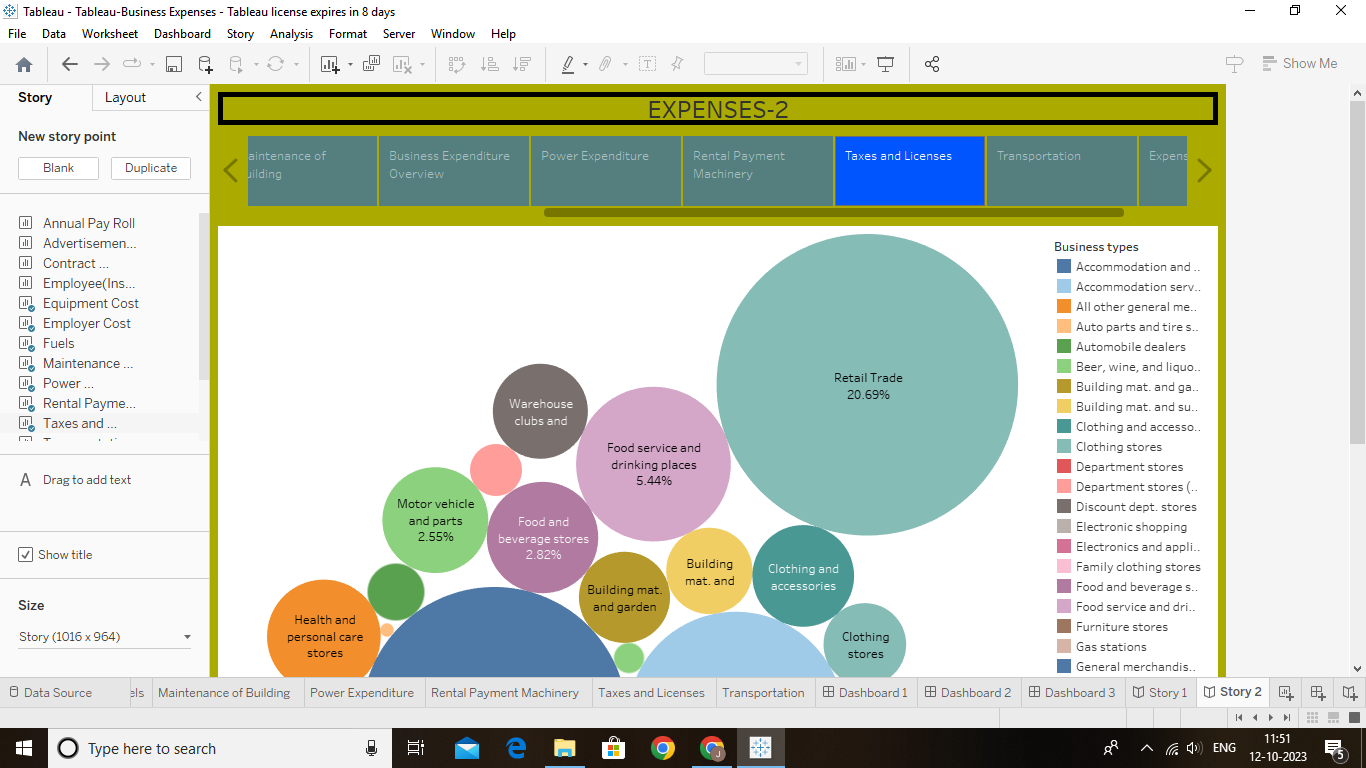 Tableau - Tableau-Business Expenses - Tableau license expires in 8 days
File Data Worksheet Dashboard Story Analysis Format Server Window Help
Show Me
Story Layout
New story point
Blank Duplicate
Annual Pay Roll
Advertisemen...
Contract ...
Employee(Ins...
Equipment Cost
Employer Cost
Fuels
Maintenance ...
Power ...
Rental Payme...
Taxes and ...
A Drag to add text
Show title
Size
Story (1016 x 964)
EXPENSES-2
aintenance of
uilding
Business Expenditure
Overview
Power Expenditure
Rental Payment
Machinery
Taxes and Licenses
Transportation
Expens
Retail Trade
20.69%
Warehouse
clubs and
Food service and
drinking places
5.44%
Motor vehicle
and parts
2.55%
Food and
beverage stores
2.82%
Building
mat. and
Clothing and
accessories
Building mat.
and garden
Health and
personal care
stores
Clothing
stores
Business types
Accommodation and ..
Accommodation serv..
All other general me..
Auto parts and tire s..
Automobile dealers
Beer, wine, and liquo..
Building mat. and ga..
Building mat. and su..
Clothing and accesso..
Clothing stores
Department stores
Department stores (..
Discount dept. stores
Electronic shopping
Electronics and appli..
Family clothing stores
Food and beverage s..
Food service and dri..
Furniture stores
Gas stations
General merchandis..
Data Source els Maintenance of Building Power Expenditure Rental Payment Machinery Taxes and Licenses Transportation Dashboard 1 Dashboard 2 Dashboard 3 Story 1 Story 2
Type here to search
J
ENG
11:51
12-10-2023
5